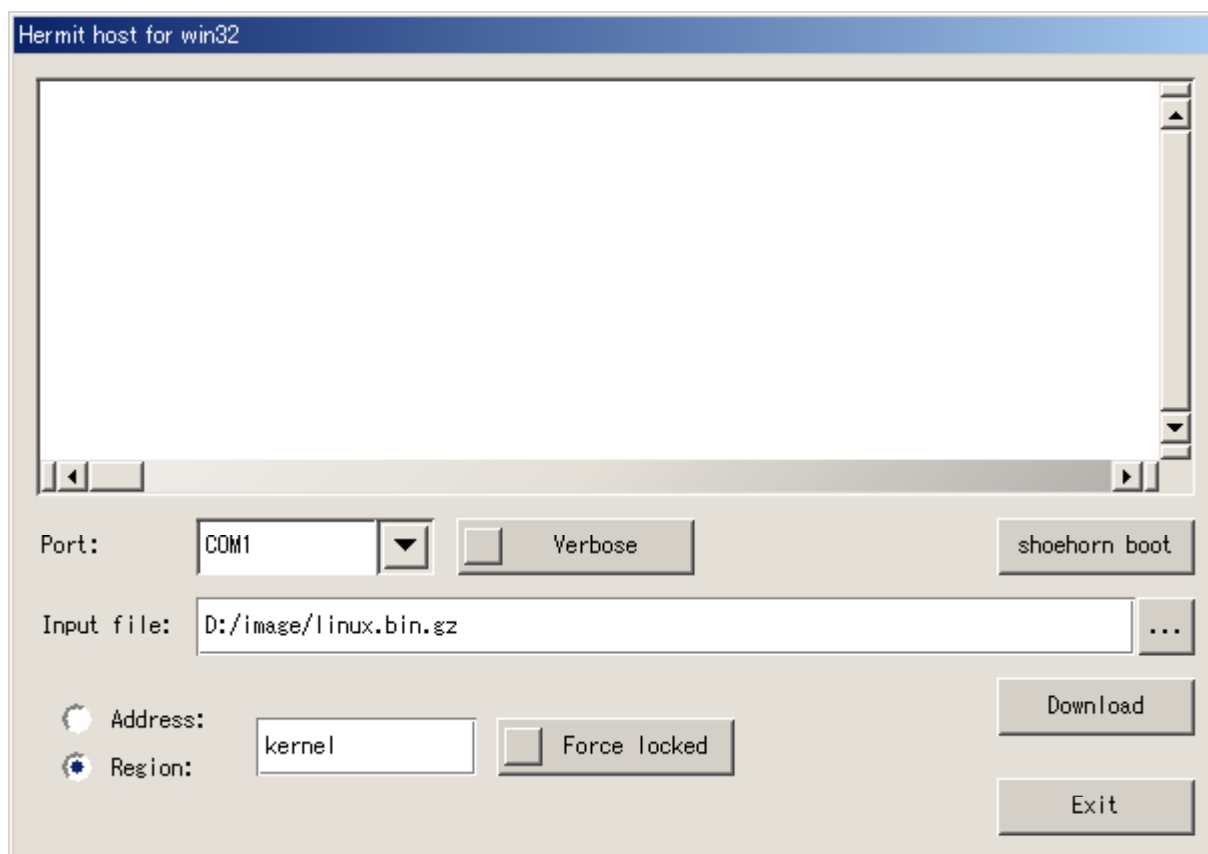 Hermit host for win32
Port: COM1 Verbose shoehorn boot
Input file: D:/image/linux.bin.gz ...
Address:
kernel Force locked Download
Region:
Exit